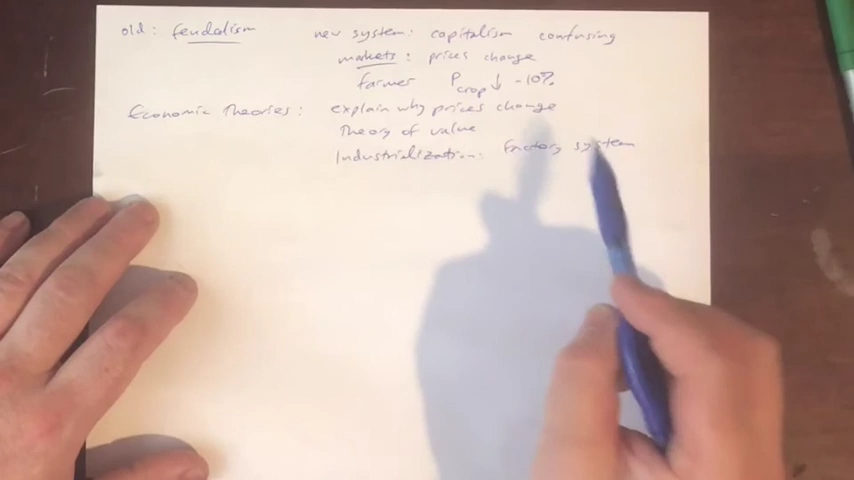 old: feudalism new system: capitalism confusing
markets: prices change
farmer Pcrop↓ -10%
Economic Theories: explain why prices change
Theory of value
Industrialization: factory system